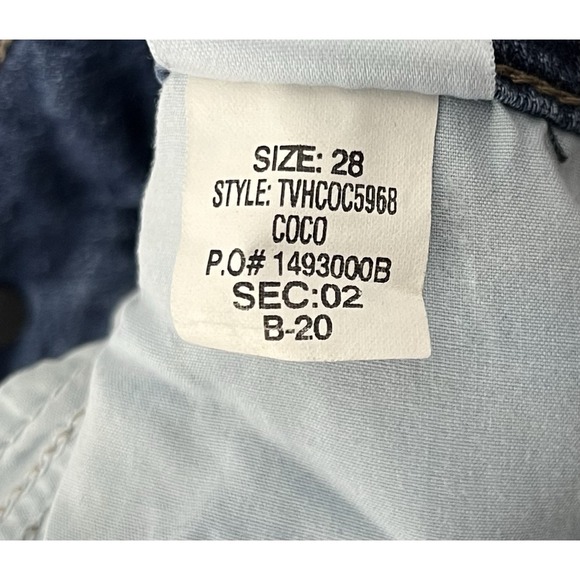 SIZE: 28
STYLE: TVHCOC5968
COCO
P.O# 1493000B
SEC:02
B-20